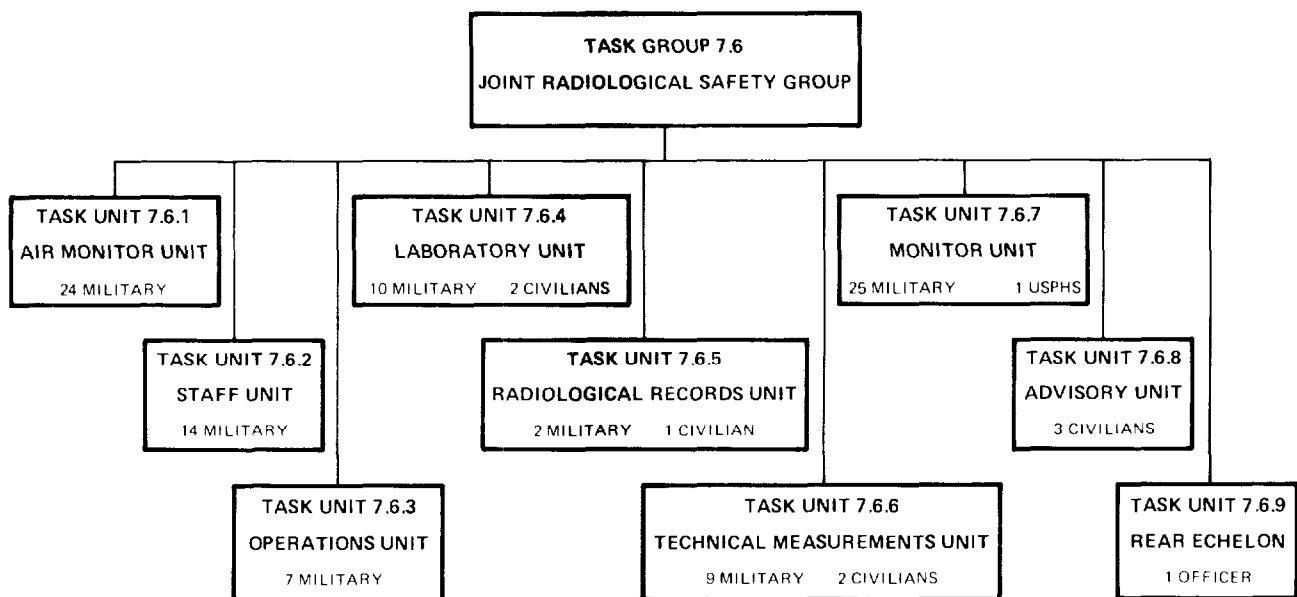 TASK GROUP 7.6
JOINT RADIOLOGICAL SAFETY GROUP
TASK UNIT 7.6.1
AIR MONITOR UNIT
24 MILITARY
TASK UNIT 7.6.4
LABORATORY UNIT
10 MILITARY 2 CIVILIANS
TASK UNIT 7.6.7
MONITOR UNIT
25 MILITARY 1 USPHS
TASK UNIT 7.6.2
STAFF UNIT
14 MILITARY
TASK UNIT 7.6.5
RADIOLOGICAL RECORDS UNIT
2 MILITARY 1 CIVILIAN
TASK UNIT 7.6.8
ADVISORY UNIT
3 CIVILIANS
TASK UNIT 7.6.3
OPERATIONS UNIT
7 MILITARY
TASK UNIT 7.6.6
TECHNICAL MEASUREMENTS UNIT
9 MILITARY 2 CIVILIANS
TASK UNIT 7.6.9
REAR ECHELON
1 OFFICER